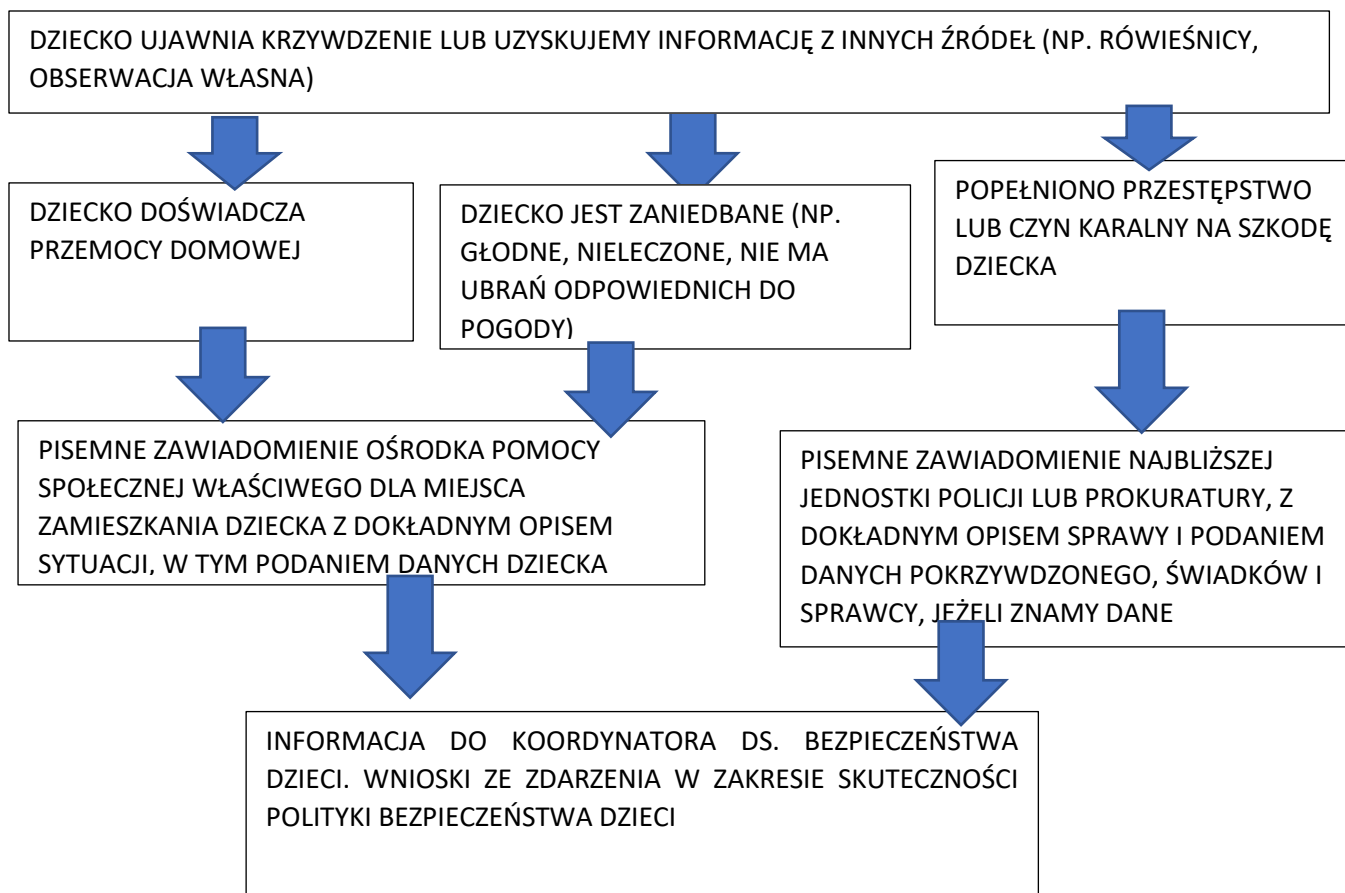 DZIECKO UJAWNIA KRZYWDZENIE LUB UZYSKUJEMY INFORMACJĘ Z INNYCH ŹRÓDEŁ (NP. RÓWIEŚNICY,
OBSERWACJA WŁASNA)
DZIECKO DOŚWIADCZA
PRZEMOCY DOMOWEJ
DZIECKO JEST ZANIEDBANE (NP.
GŁODNE, NIELECZONE, NIE MA
UBRAŃ ODPOWIEDNICH DO
POGODY)
POPEŁNIONO PRZESTĘPSTWO
LUB CZYN KARALNY NA SZKODĘ
DZIECKA
PISEMNE ZAWIADOMIENIE OŚRODKA POMOCY
SPOŁECZNEJ WŁAŚCIWEGO DLA MIEJSCA
ZAMIESZKANIA DZIECKA Z DOKŁADNYM OPISEM
SYTUACJI, W TYM PODANIEM DANYCH DZIECKA
PISEMNE ZAWIADOMIENIE NAJBLIŻSZEJ
JEDNOSTKI POLICJI LUB PROKURATURY, Z
DOKŁADNYM OPISEM SPRAWY I PODANIEM
DANYCH POKRZYWDZONEGO, ŚWIADKÓW I
SPRAWCY, JEŻELI ZNAMY DANE
INFORMACJA DO KOORDYNATORA DS. BEZPIECZEŃSTWA
DZIECI. WNIOSKI ZE ZDARZENIA W ZAKRESIE SKUTECZNOŚCI
POLITYKI BEZPIECZEŃSTWA DZIECI